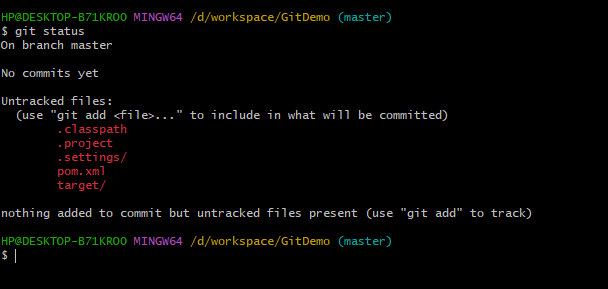 HP@DESKTOP-B71KROO MINGW64 /d/workspace/GitDemo (master)
$ git status
On branch master
No commits yet
Untracked files:
(use "git add <file>..." to include in what will be committed)
.classpath
.project
.settings/
pom.xml
target/
nothing added to commit but untracked files present (use "git add" to track)
HP@DESKTOP-B71KROO MINGW64 /d/workspace/GitDemo (master)
$